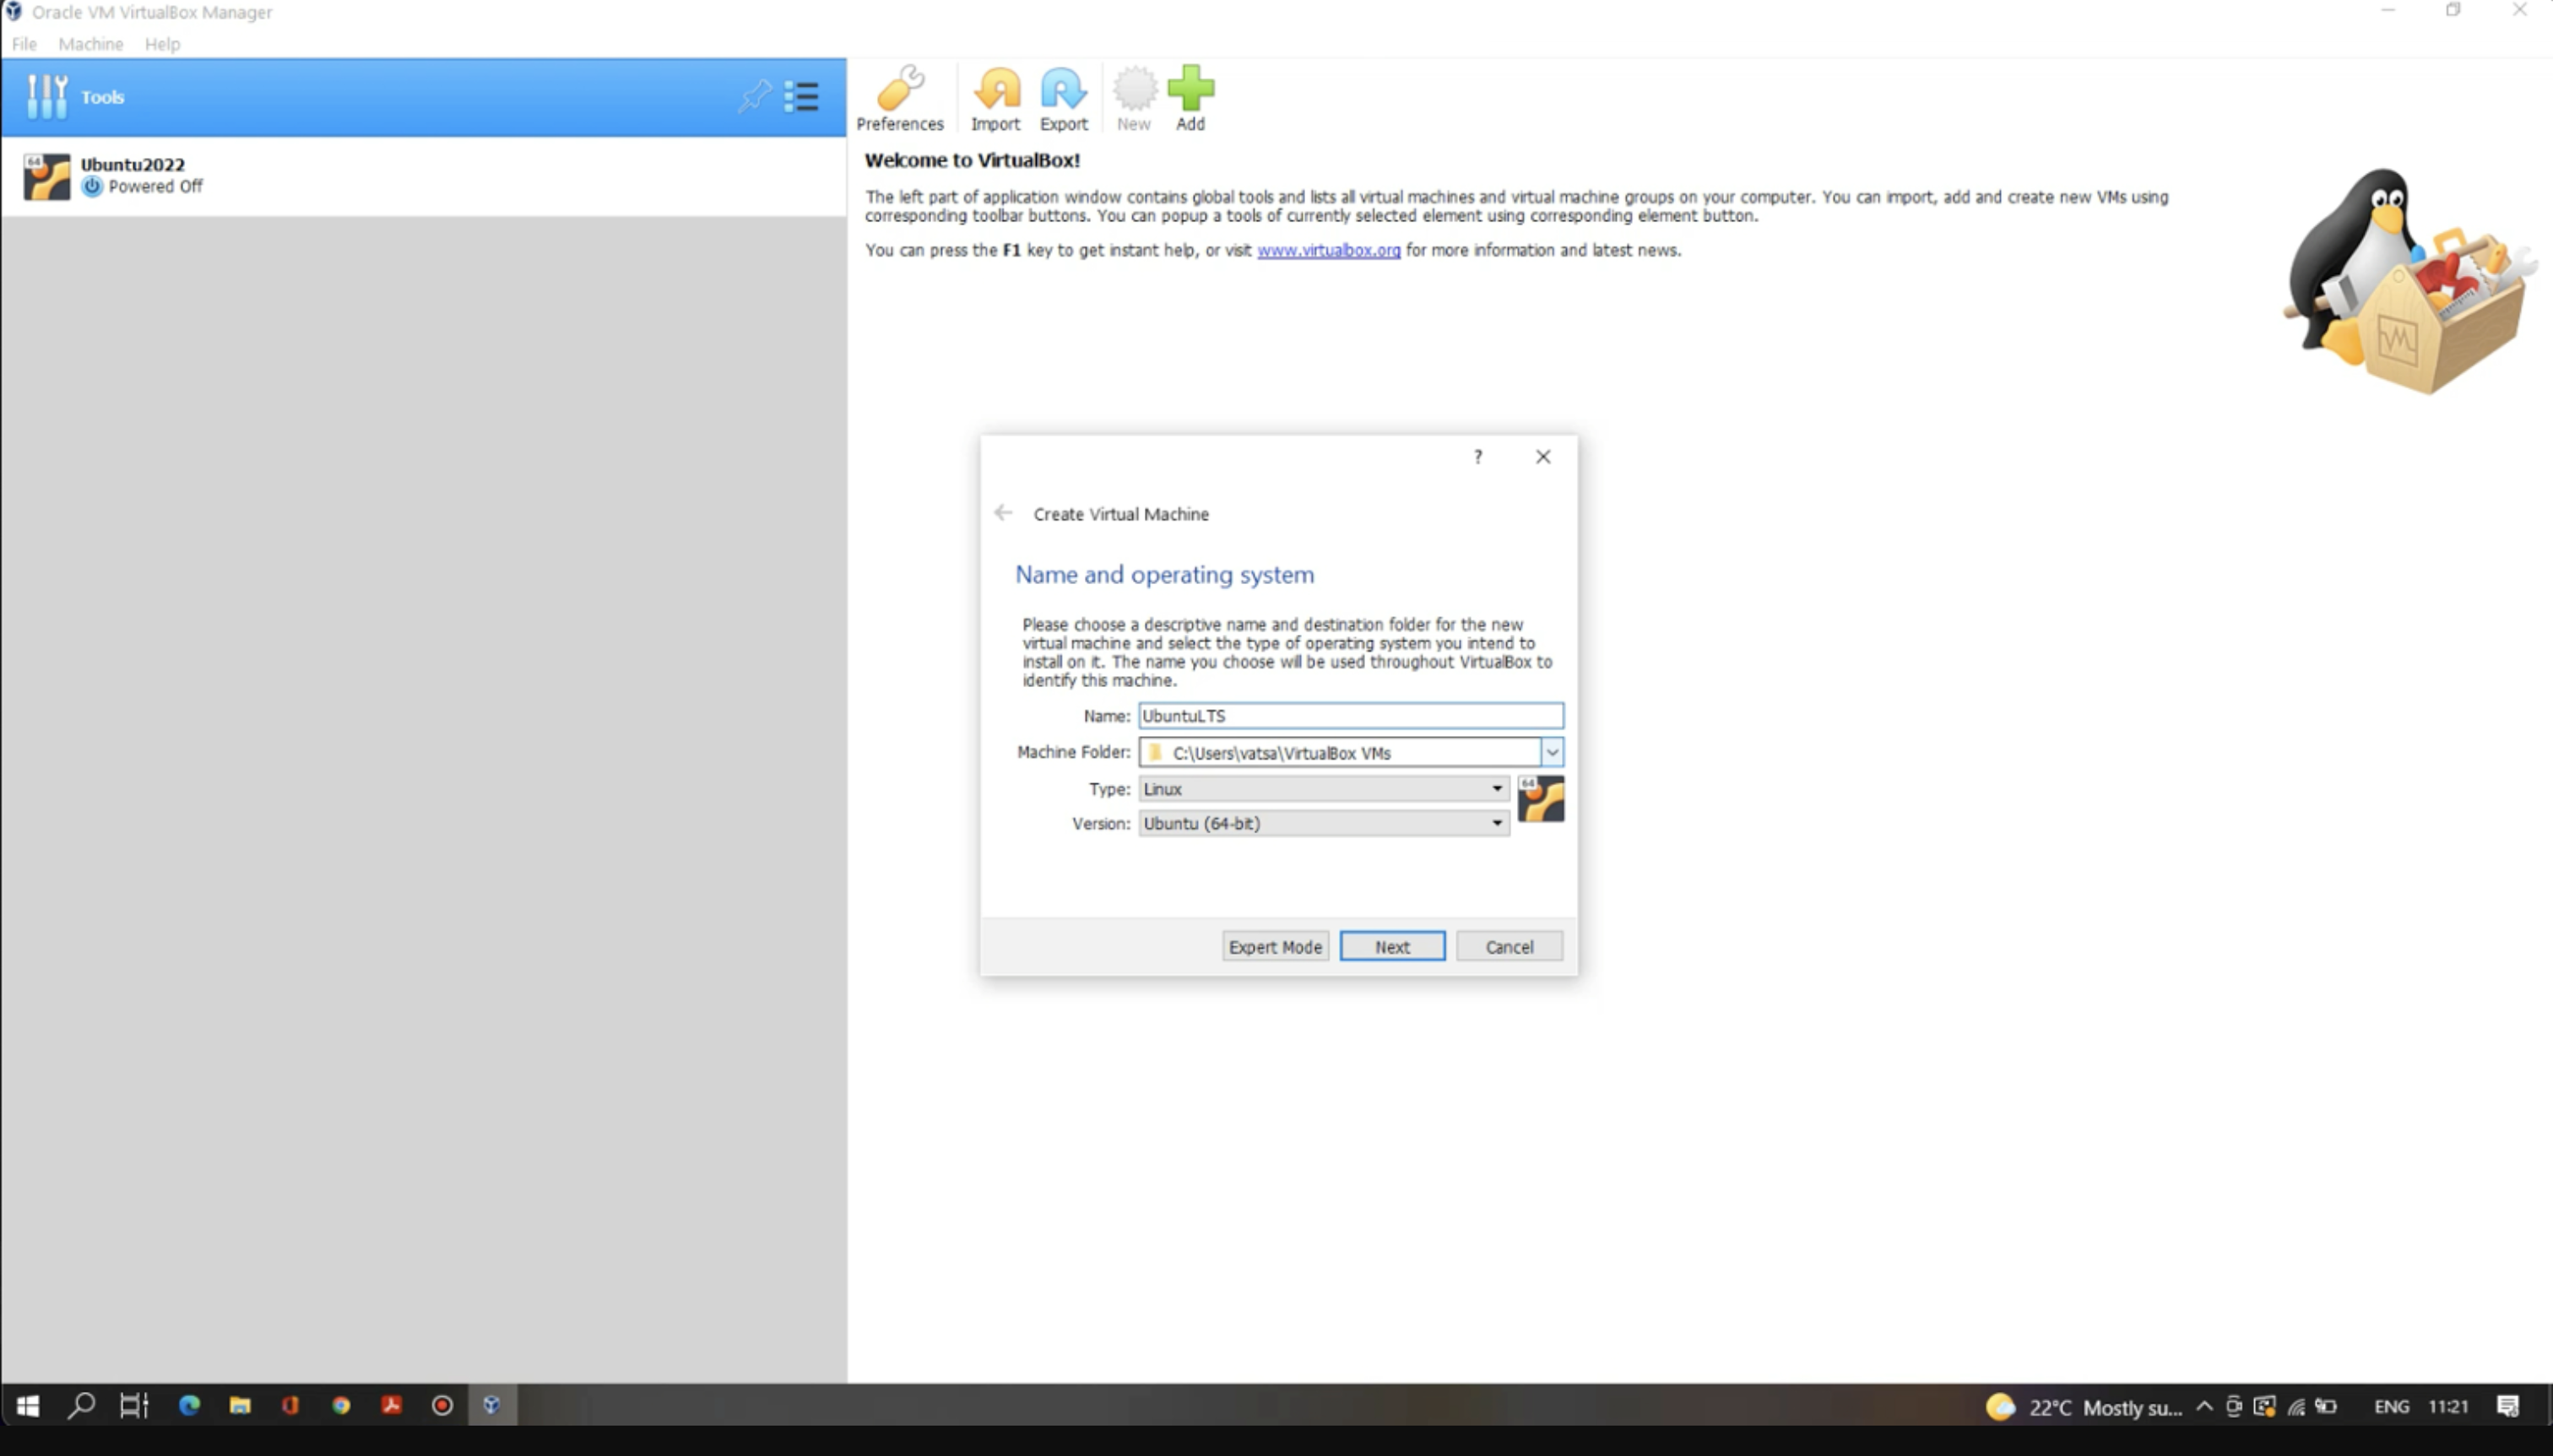 Oracle VM VirtualBox Manager
File Machine Help
Tools
64
Ubuntu2022
Powered Off
Preferences Import Export New Add
Welcome to VirtualBox!
The left part of application window contains global tools and lists all virtual machines and virtual machine groups on your computer. You can import, add and create new VMs using
corresponding toolbar buttons. You can popup a tools of currently selected element using corresponding element button.
You can press the F1 key to get instant help, or visit www.virtualbox.org for more information and latest news.
?
Create Virtual Machine
Name and operating system
Please choose a descriptive name and destination folder for the new
virtual machine and select the type of operating system you intend to
install on it. The name you choose will be used throughout VirtualBox to
identify this machine.
Name: UbuntuLTS
Machine Folder: C:\Users\vatsa\VirtualBox VMs
Type: Linux
64
Version: Ubuntu (64-bit)
Expert Mode Next Cancel
22°C Mostly su... ENG 11:21